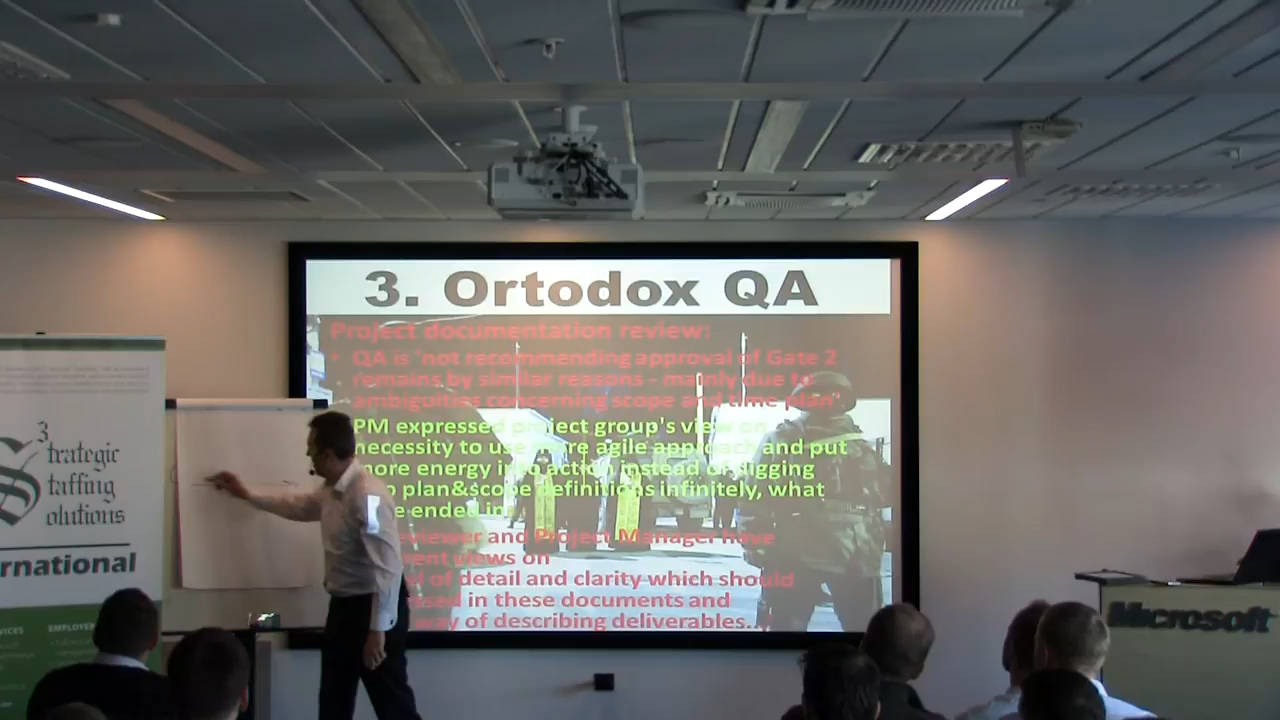 3. Ortodox QA
Project documentation review:
• QA is 'not recommending approval of Gate 2
remains by similar reasons - mainly due to
ambiguities concerning scope and time plan'
PM expressed project group's view on
necessity to use more agile approach and put
more energy into action instead of digging
plan&scope definitions infinitely, what
ended in:
and Project Manager have
views on
of detail and clarity which should
in these documents and
way of describing deliverables...
3
trategic
S taffing
olutions
rnational
VICES
EMPLOYER
Microsoft